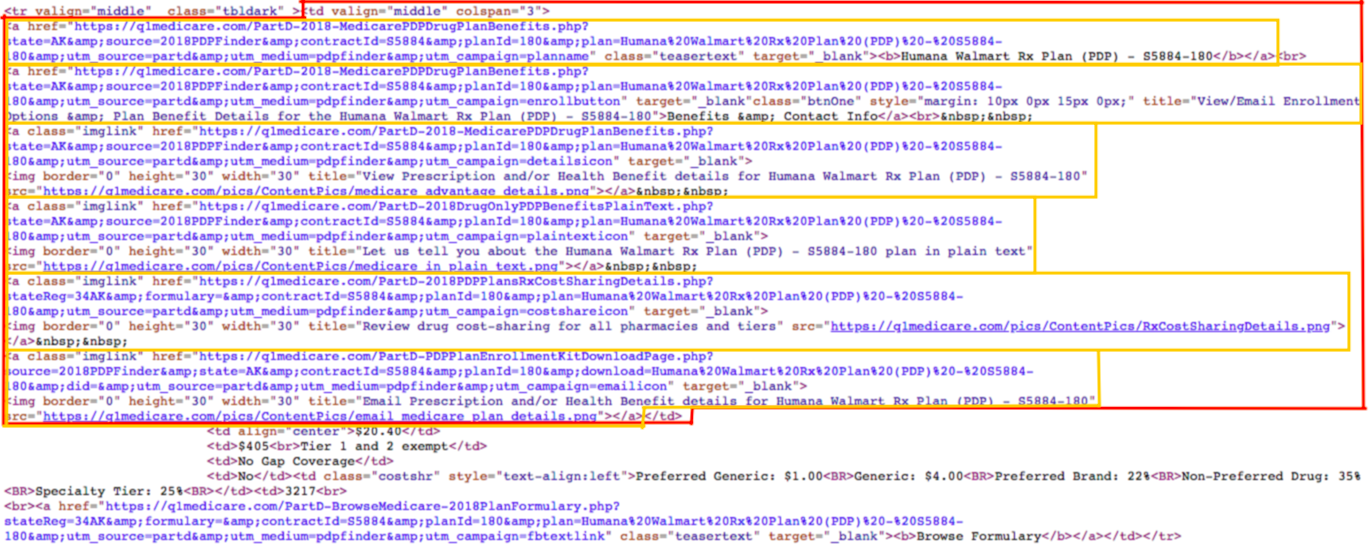 <tr valign="middle"  class="tbldark" ><td valign="middle" colspan="3">
<a href="https://q1medicare.com/PartD-2018-MedicarePDPDrugPlanBenefits.php?
state=AK&amp;source=2018PDPFinder&amp;contractId=S5884&amp;planId=180&amp;plan=Humana%20Walmart%20Rx%20Plan%20(PDP)%20-%20S5884-
180&amp;utm_source=partd&amp;utm_medium=pdpfinder&amp;utm_campaign=planname" class="teasertext" target="_blank"><b>Humana Walmart Rx Plan (PDP) - S5884-180</b></a><br>
<a href="https://q1medicare.com/PartD-2018-MedicarePDPDrugPlanBenefits.php?
state=AK&amp;source=2018PDPFinder&amp;contractId=S5884&amp;planId=180&amp;plan=Humana%20Walmart%20Rx%20Plan%20(PDP)%20-%20S5884-
180&amp;utm_source=partd&amp;utm_medium=pdpfinder&amp;utm_campaign=enrollbutton" target="_blank"class="btnOne" style="margin: 10px 0px 15px 0px;" title="View/Email Enrollment
Options &amp; Plan Benefit Details for the Humana Walmart Rx Plan (PDP) - S5884-180">Benefits &amp; Contact Info</a><br>&nbsp;&nbsp;
<a class="imglink" href="https://q1medicare.com/PartD-2018-MedicarePDPDrugPlanBenefits.php?
state=AK&amp;source=2018PDPFinder&amp;contractId=S5884&amp;planId=180&amp;plan=Humana%20Walmart%20Rx%20Plan%20(PDP)%20-%20S5884-
180&amp;utm_source=partd&amp;utm_medium=pdpfinder&amp;utm_campaign=detailsicon" target="_blank">
<img border="0" height="30" width="30" title="View Prescription and/or Health Benefit details for Humana Walmart Rx Plan (PDP) - S5884-180"
src="https://q1medicare.com/pics/ContentPics/medicare_advantage_details.png"></a>&nbsp;&nbsp;
<a class="imglink" href="https://q1medicare.com/PartD-2018DrugOnlyPDPBenefitsPlainText.php?
state=AK&amp;source=2018PDPFinder&amp;contractId=S5884&amp;planId=180&amp;plan=Humana%20Walmart%20Rx%20Plan%20(PDP)%20-%20S5884-
180&amp;utm_source=partd&amp;utm_medium=pdpfinder&amp;utm_campaign=plaintexticon" target="_blank">
<img border="0" height="30" width="30" title="Let us tell you about the Humana Walmart Rx Plan (PDP) - S5884-180 plan in plain text"
src="https://q1medicare.com/pics/ContentPics/medicare_in_plain_text.png"></a>&nbsp;&nbsp;
<a class="imglink" href="https://q1medicare.com/PartD-2018PDPPlansRxCostSharingDetails.php?
stateReg=34AK&amp;formulary=&amp;contractId=S5884&amp;planId=180&amp;plan=Humana%20Walmart%20Rx%20Plan%20(PDP)%20-%20S5884-
180&amp;utm_source=partd&amp;utm_medium=pdpfinder&amp;utm_campaign=costshareicon" target="_blank">
<img border="0" height="30" width="30" title="Review drug cost-sharing for all pharmacies and tiers" src="https://q1medicare.com/pics/ContentPics/RxCostSharingDetails.png">
</a>&nbsp;&nbsp;
<a class="imglink" href="https://q1medicare.com/PartD-PDPPlanEnrollmentKitDownloadPage.php?
source=2018PDPFinder&amp;state=AK&amp;contractId=S5884&amp;planId=180&amp;download=Humana%20Walmart%20Rx%20Plan%20(PDP)%20-%20S5884-
180&amp;did=&amp;utm_source=partd&amp;utm_medium=pdpfinder&amp;utm_campaign=emailicon" target="_blank">
<img border="0" height="30" width="30" title="Email Prescription and/or Health Benefit details for Humana Walmart Rx Plan (PDP) - S5884-180"
src="https://q1medicare.com/pics/ContentPics/email_medicare_plan_details.png"></a></td>
<td align="center">$20.40</td>
<td>$405<br>Tier 1 and 2 exempt</td>
<td>No Gap Coverage</td>
<td>No</td><td class="costshr" style="text-align:left">Preferred Generic: $1.00<BR>Generic: $4.00<BR>Preferred Brand: 22%<BR>Non-Preferred Drug: 35%
<BR>Specialty Tier: 25%<BR></td><td>3217<br>
<br><a href="https://q1medicare.com/PartD-BrowseMedicare-2018PlanFormulary.php?
stateReg=34AK&amp;formulary=&amp;contractId=S5884&amp;planId=180&amp;plan=Humana%20Walmart%20Rx%20Plan%20(PDP)%20-%20S5884-
180&amp;utm_source=partd&amp;utm_medium=pdpfinder&amp;utm_campaign=fbtextlink" class="teasertext" target="_blank"><b>Browse Formulary</b></a></td></tr>